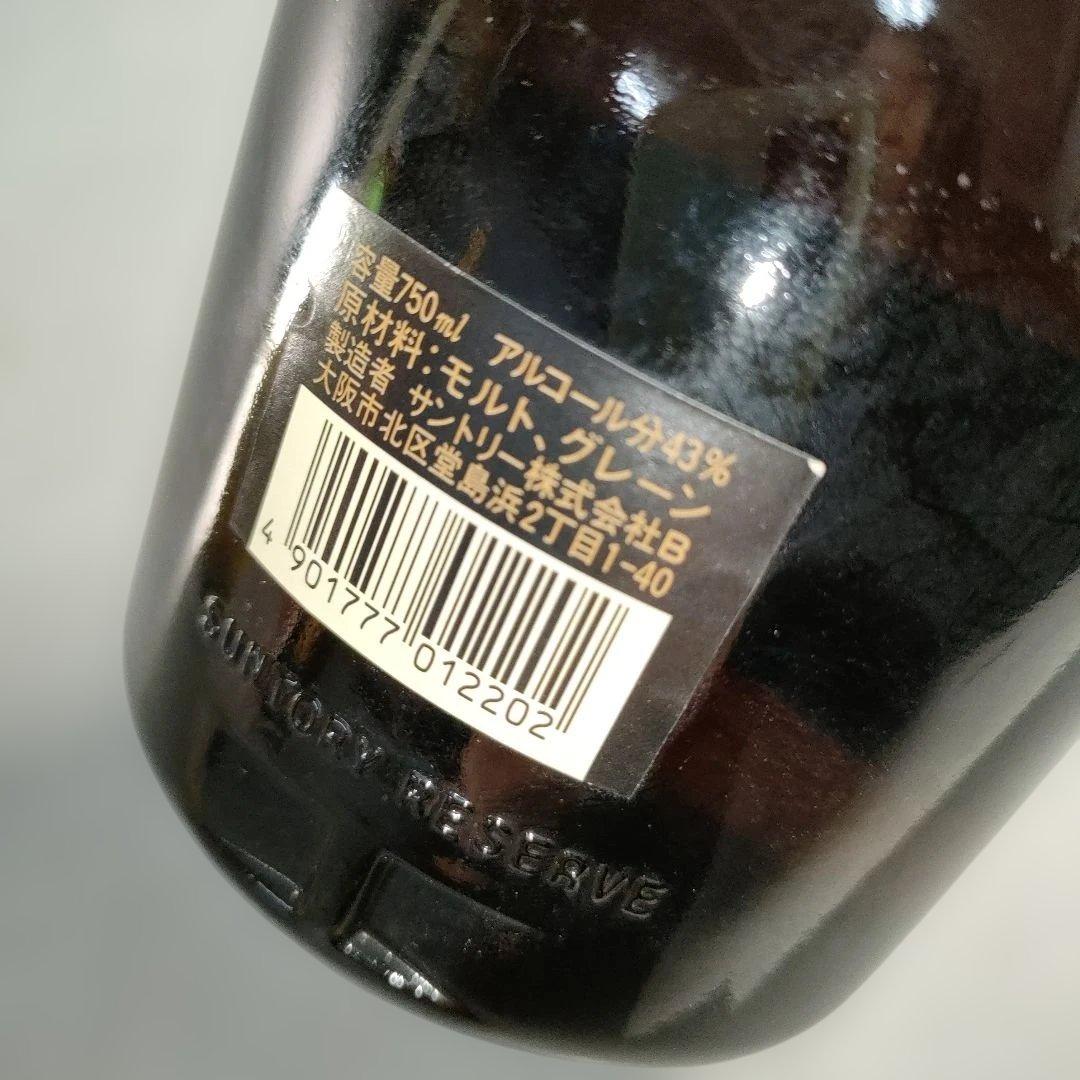 容量750ml アルコール分43%
原材料:モルト、グレーン
製造者 サントリー株式会社B
大阪市北区堂島浜2丁目1-40
4 901777 012202
SUNTORY RESERVE